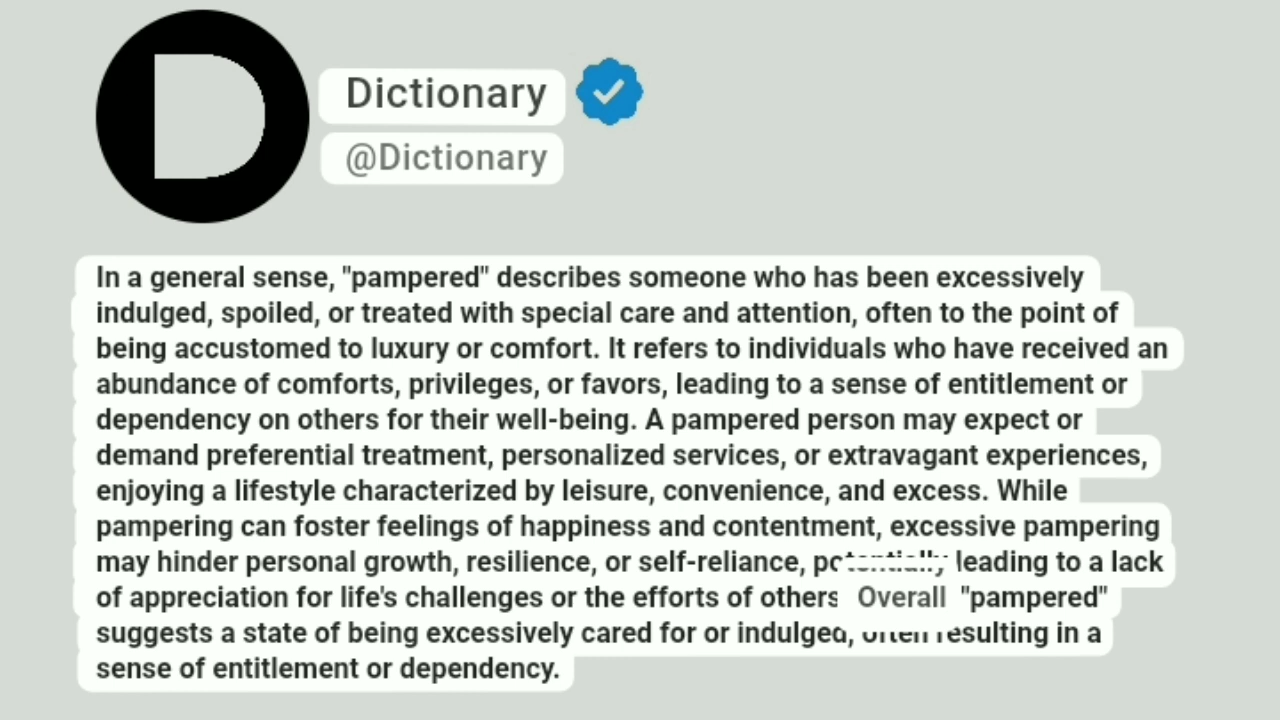 D
Dictionary
@Dictionary
In a general sense, "pampered" describes someone who has been excessively
indulged, spoiled, or treated with special care and attention, often to the point of
being accustomed to luxury or comfort. It refers to individuals who have received an
abundance of comforts, privileges, or favors, leading to a sense of entitlement or
dependency on others for their well-being. A pampered person may expect or
demand preferential treatment, personalized services, or extravagant experiences,
enjoying a lifestyle characterized by leisure, convenience, and excess. While
pampering can foster feelings of happiness and contentment, excessive pampering
may hinder personal growth, resilience, or self-reliance, potentially leading to a lack
of appreciation for life's challenges or the efforts of others Overall "pampered"
suggests a state of being excessively cared for or indulged, often resulting in a
sense of entitlement or dependency.